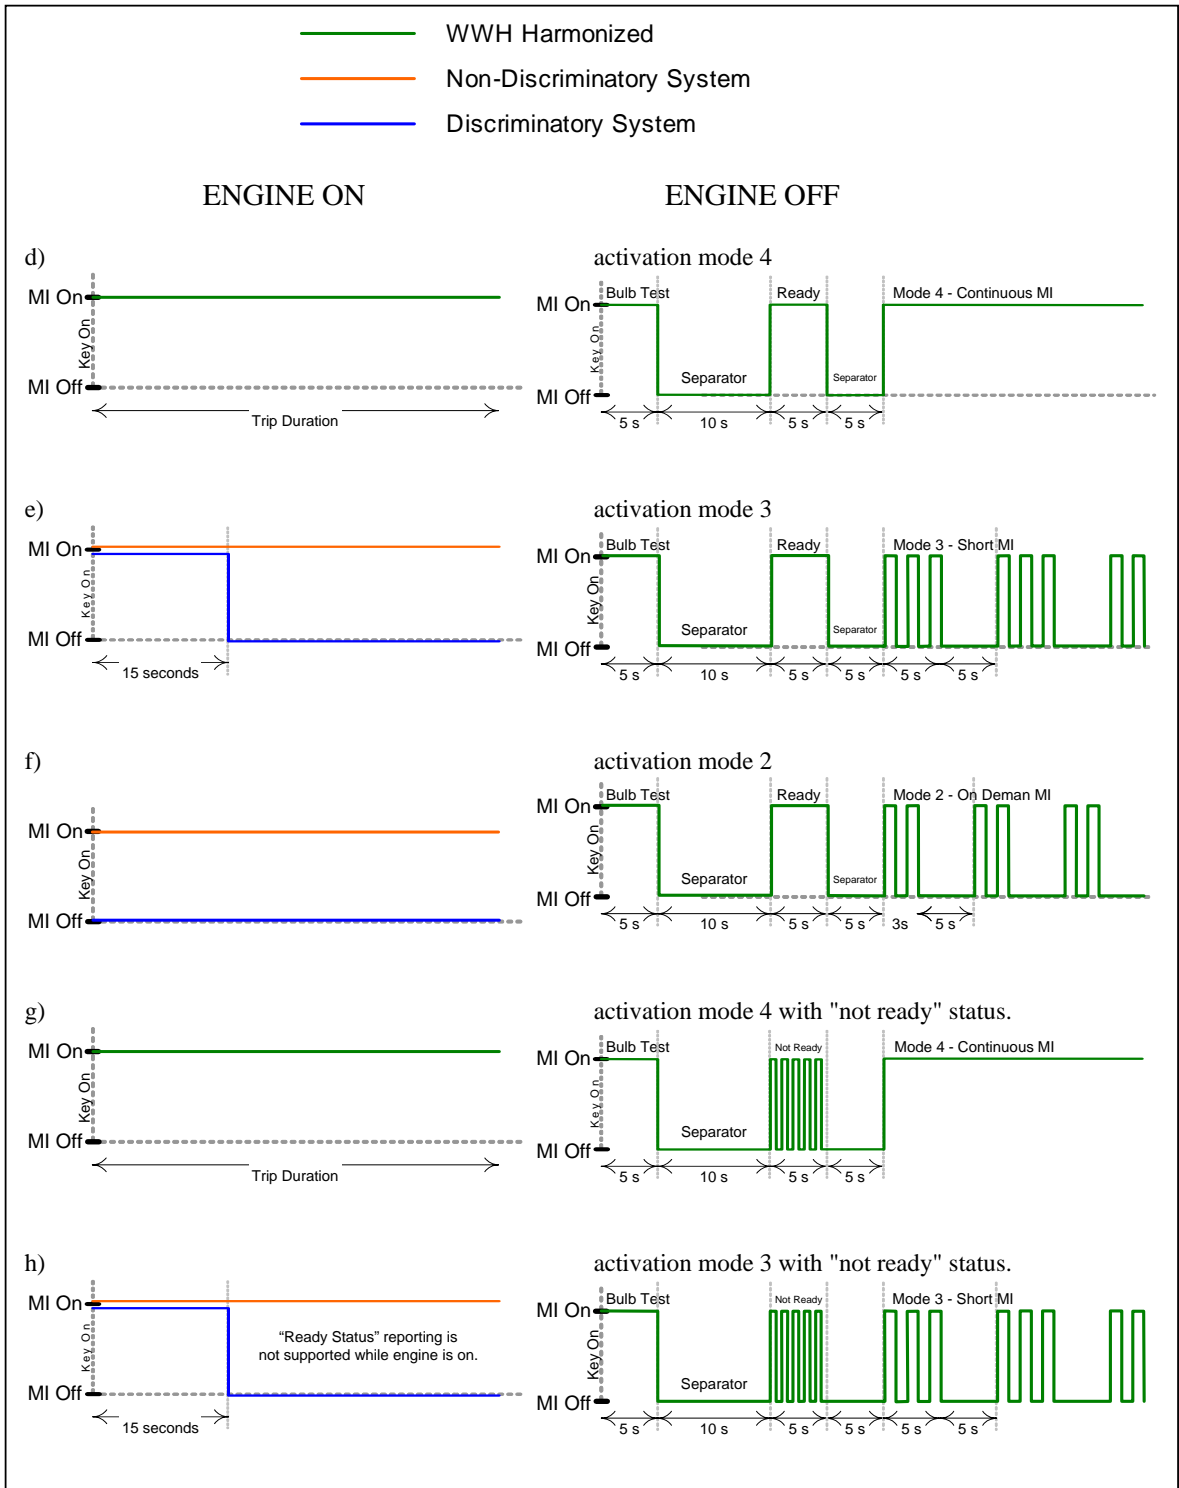 WWH Harmonized
Non-Discriminatory System
Discriminatory System
ENGINE ON
ENGINE OFF
d)
MI On
Key On
MI Off
Trip Duration
activation mode 4
Bulb Test
Ready
Mode 4 - Continuous MI
MI On
Key On
Separator
Separator
MI Off
5 s
10 s
5 s
5 s
e)
MI On
Key On
MI Off
15 seconds
activation mode 3
Bulb Test
Ready
Mode 3 - Short MI
MI On
Key On
Separator
Separator
MI Off
5 s
10 s
5 s
5 s
5 s
5 s
f)
MI On
Key On
MI Off
activation mode 2
Bulb Test
Ready
Mode 2 - On Deman MI
MI On
Key On
Separator
Separator
MI Off
5 s
10 s
5 s
5 s
3s
5 s
g)
MI On
Key On
MI Off
Trip Duration
activation mode 4 with "not ready" status.
Bulb Test
Not Ready
Mode 4 - Continuous MI
MI On
Key On
Separator
MI Off
5 s
10 s
5 s
5 s
h)
MI On
Key On
MI Off
15 seconds
“Ready Status” reporting is
not supported while engine is on.
activation mode 3 with "not ready" status.
Bulb Test
Not Ready
Mode 3 - Short MI
MI On
Key On
Separator
MI Off
5 s
10 s
5 s
5 s
5 s
5 s